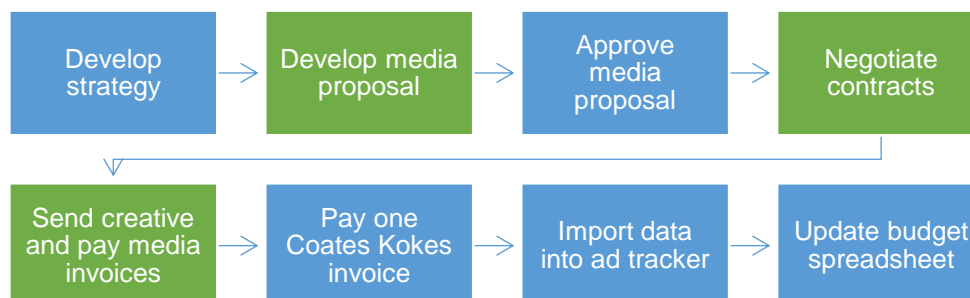 Develop
strategy
Develop media
proposal
Approve
media
proposal
Negotiate
contracts
Send creative
and pay media
invoices
Pay one
Coates Kokes
invoice
Import data
into ad tracker
Update budget
spreadsheet